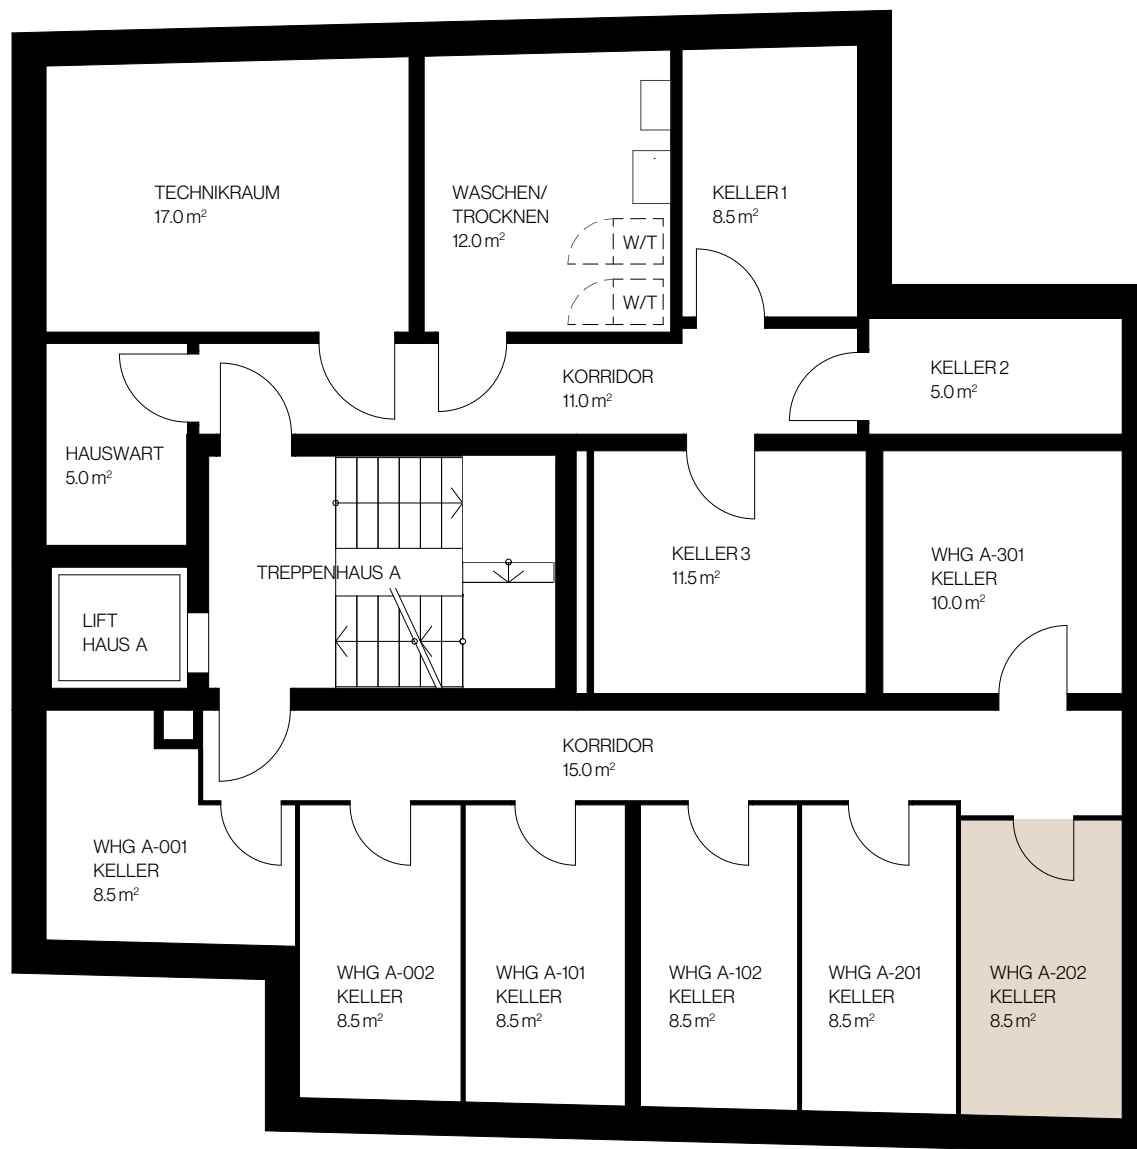 TECHNIKRAUM
17.0 m²
WASCHEN/
TROCKNEN
12.0 m²
W/T
W/T
KELLER 1
8.5 m²
KORRIDOR
11.0 m²
KELLER 2
5.0 m²
HAUSWART
5.0 m²
TREPPENHAUS A
KELLER 3
11.5 m²
WHG A-301
KELLER
10.0 m²
LIFT
HAUS A
KORRIDOR
15.0 m²
WHG A-001
KELLER
8.5 m²
WHG A-002
KELLER
8.5 m²
WHG A-101
KELLER
8.5 m²
WHG A-102
KELLER
8.5 m²
WHG A-201
KELLER
8.5 m²
WHG A-202
KELLER
8.5 m²